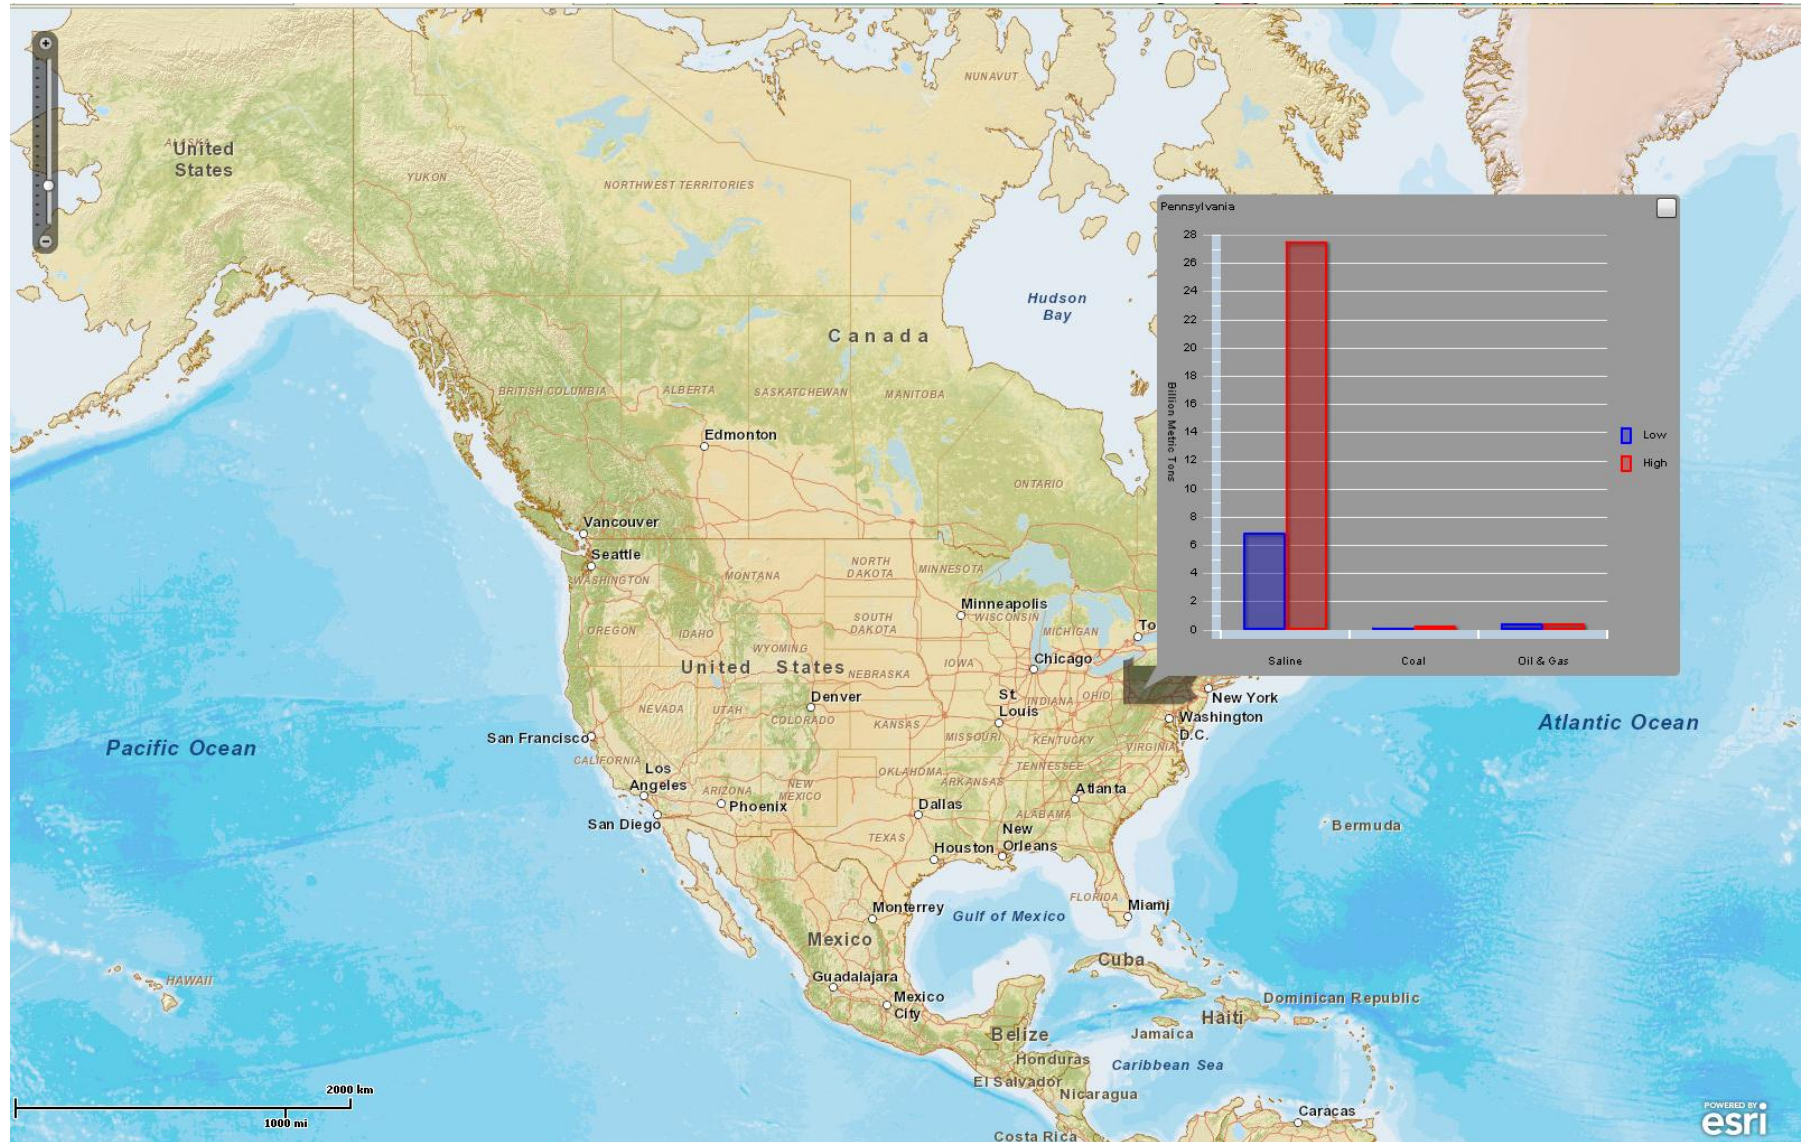 NUNAVUT
ALASKA
United
States
YUKON
NORTHWEST TERRITORIES
Pennsylvania
28
26
24
22
20
18
16
14
12
10
8
6
4
2
0
Billion Metric Tons
Low
High
Saline
Coal
Oil & Gas
Hudson
Bay
Canada
BRITISH COLUMBIA
ALBERTA
SASKATCHEWAN
MANITOBA
Edmonton
ONTARIO
Vancouver
Seattle
WASHINGTON
MONTANA
NORTH
DAKOTA
MINNESOTA
Minneapolis
WISCONSIN
OREGON
IDAHO
SOUTH
DAKOTA
MICHIGAN
To
WYOMING
United States
NEBRASKA
IOWA
Chicago
NEVADA
UTAH
Denver
COLORADO
KANSAS
St
Louis
INDIANA
OHIO
New York
Washington
D.C.
MISSOURI
KENTUCKY
VIRGINIA
Atlantic Ocean
Pacific Ocean
San Francisco
CALIFORNIA
Los
Angeles
ARIZONA
NEW
MEXICO
OKLAHOMA
ARKANSAS
TENNESSEE
Phoenix
San Diego
Dallas
Atlanta
ALABAMA
TEXAS
Houston
New
Orleans
Bermuda
FLORIDA
Miami
Monterrey
Gulf of Mexico
Mexico
Cuba
HAWAII
Guadalajara
Mexico
City
Dominican Republic
Haiti
Belize
Jamaica
Honduras
Caribbean Sea
El Salvador
Nicaragua
2000 km
1000 mi
Caracas
Costa Rica
POWERED BY
esri